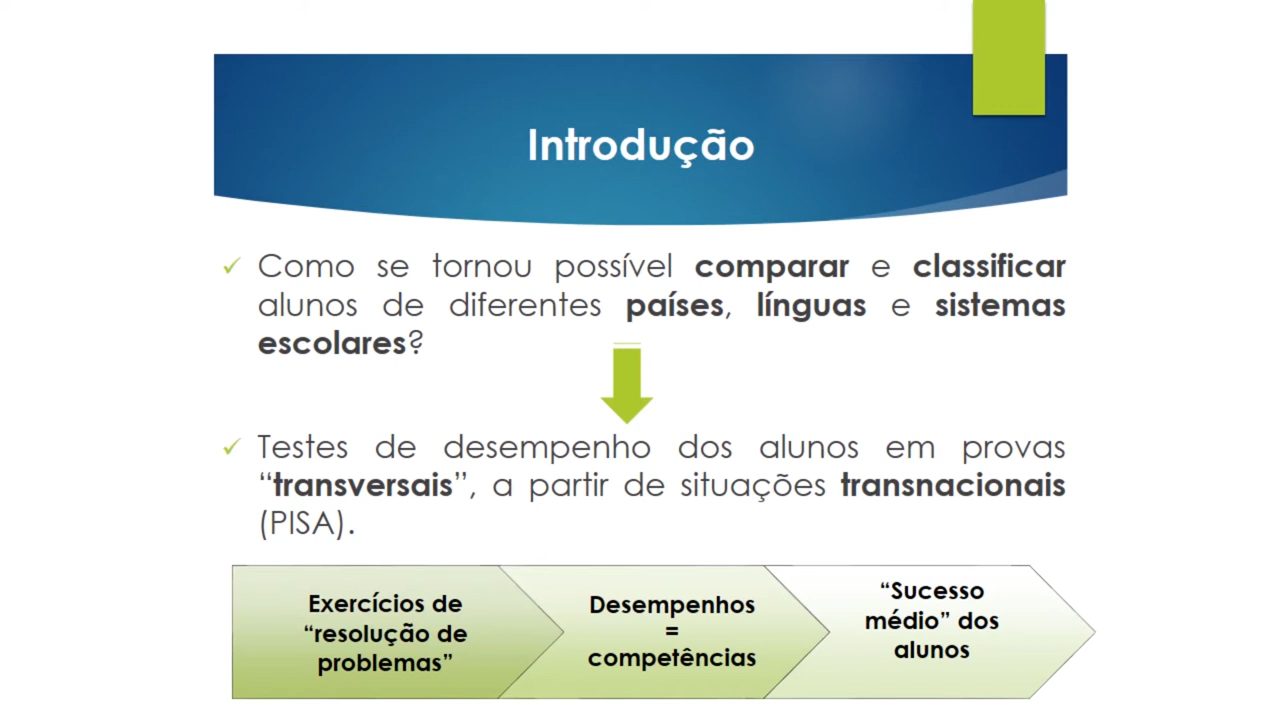 Introdução
Como se tornou possível comparar e classificar
alunos de diferentes países, línguas e sistemas
escolares?
Testes de desempenho dos alunos em provas
“transversais”, a partir de situações transnacionais
(PISA).
Exercícios de
“resolução de
problemas”
Desempenhos
=
competências
“Sucesso
médio” dos
alunos